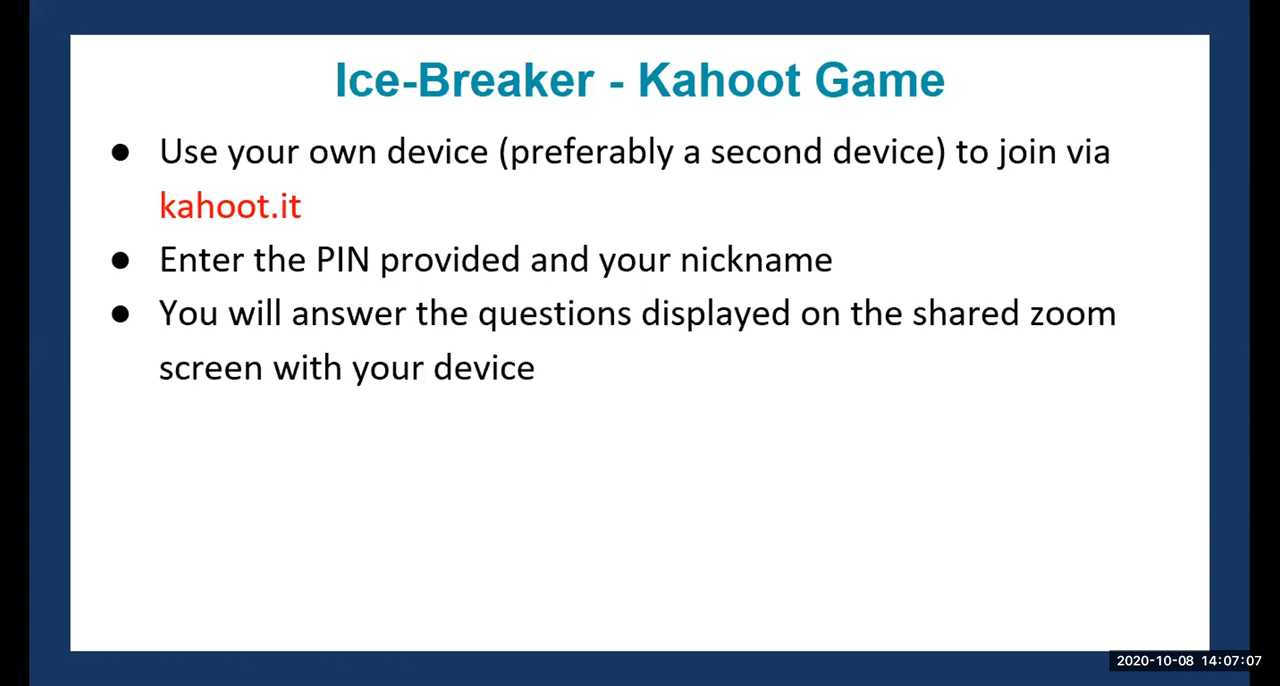 Ice-Breaker - Kahoot Game
● Use your own device (preferably a second device) to join via
kahoot.it
● Enter the PIN provided and your nickname
● You will answer the questions displayed on the shared zoom
screen with your device
2020-10-08 14:07:07